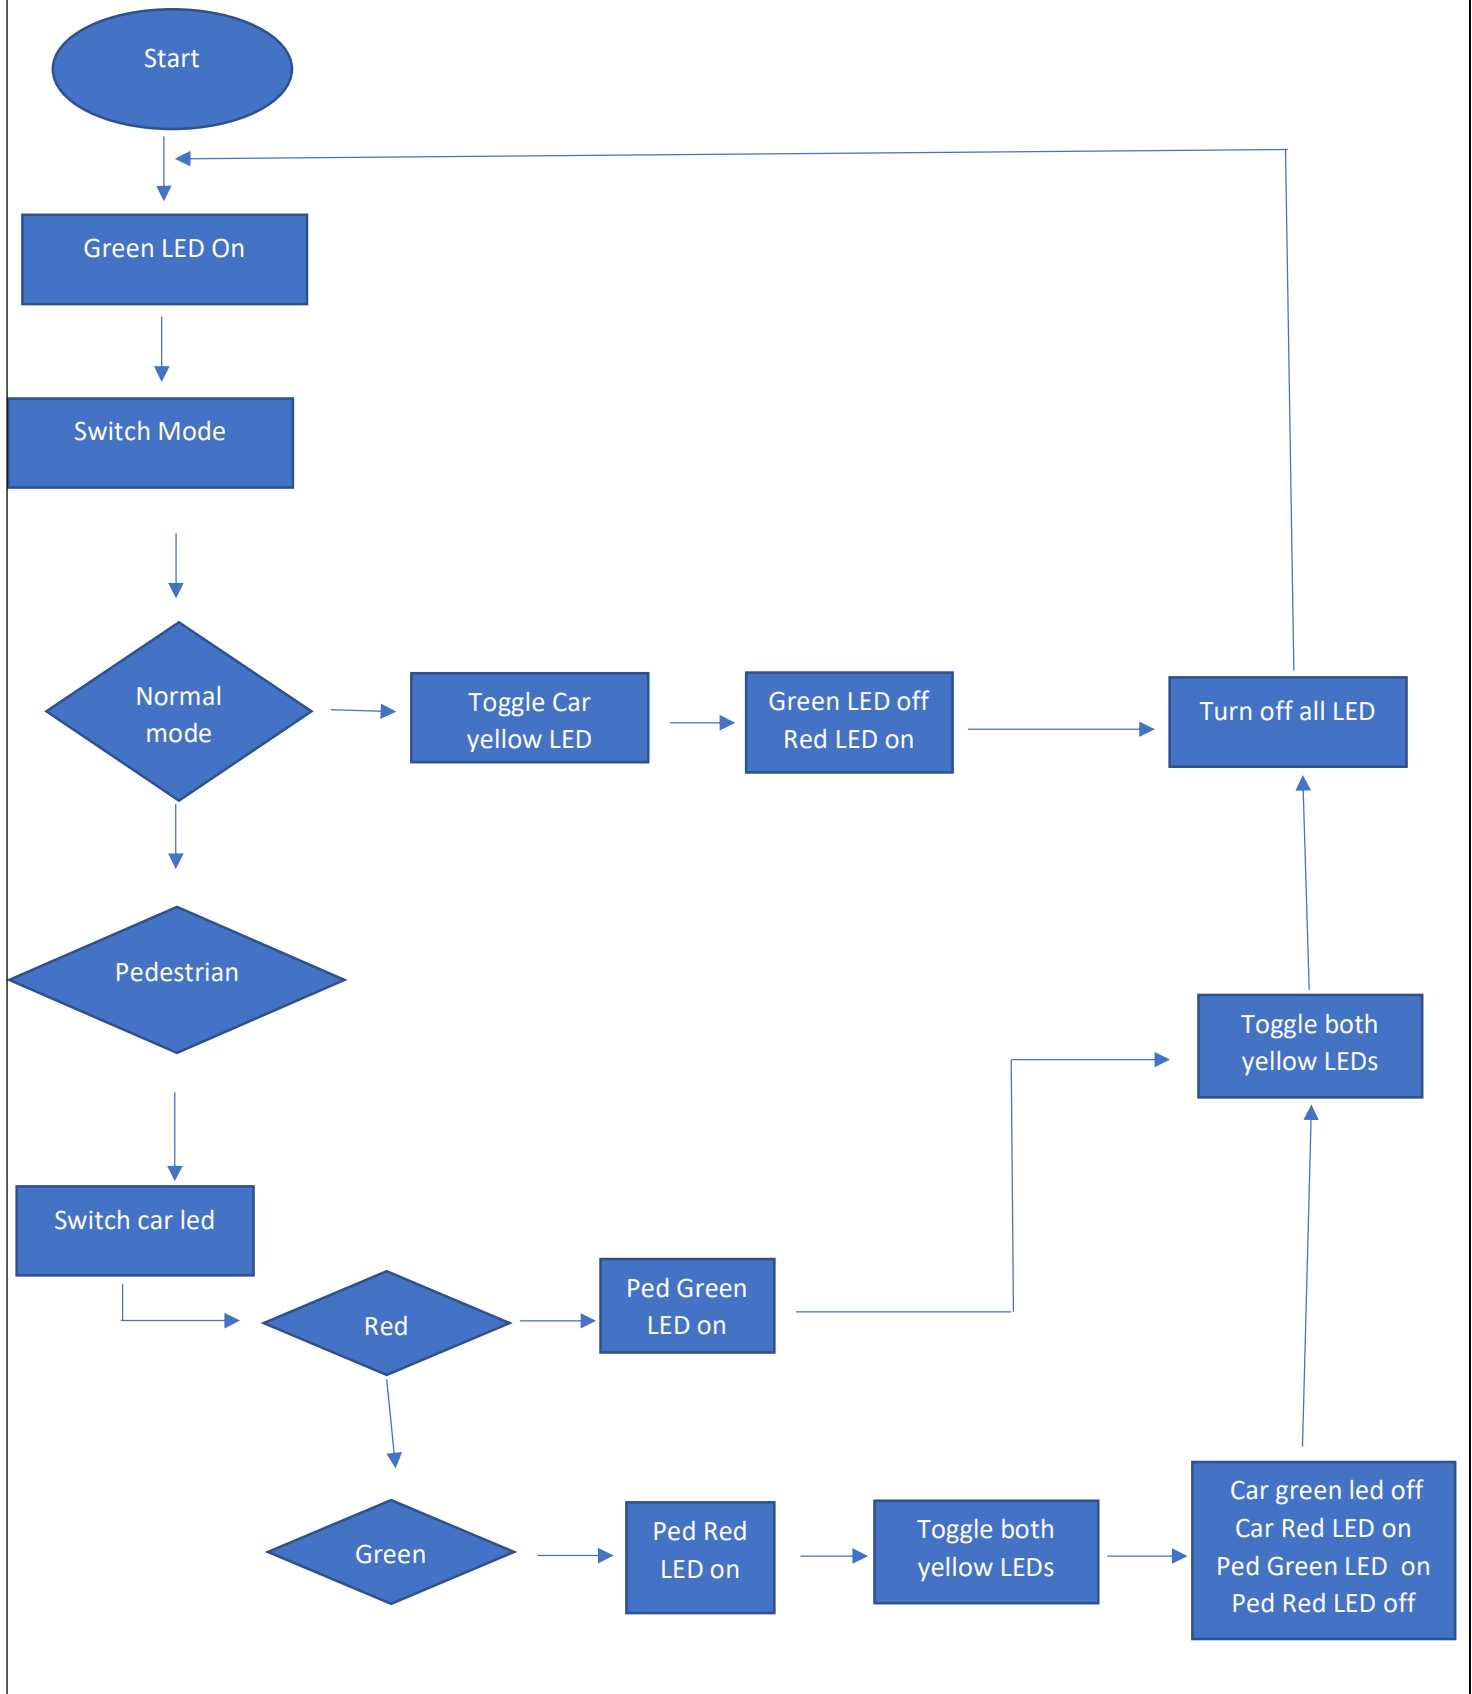 Start
Green LED On
Switch Mode
Normal
mode
Toggle Car
yellow LED
Green LED off
Red LED on
Turn off all LED
Pedestrian
Toggle both
yellow LEDs
Switch car led
Red
Ped Green
LED on
Green
Ped Red
LED on
Toggle both
yellow LEDs
Car green led off
Car Red LED on
Ped Green LED  on
Ped Red LED off